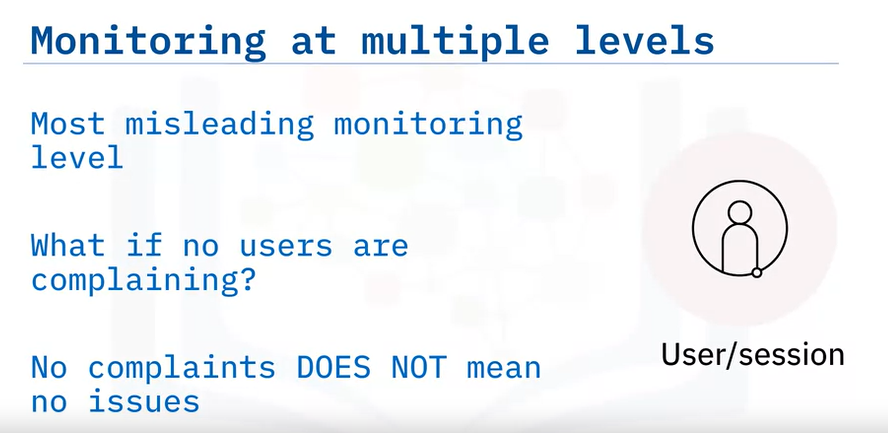 Monitoring at multiple levels
Most misleading monitoring
level
What if no users are
complaining?
No complaints DOES NOT mean
no issues
User/session